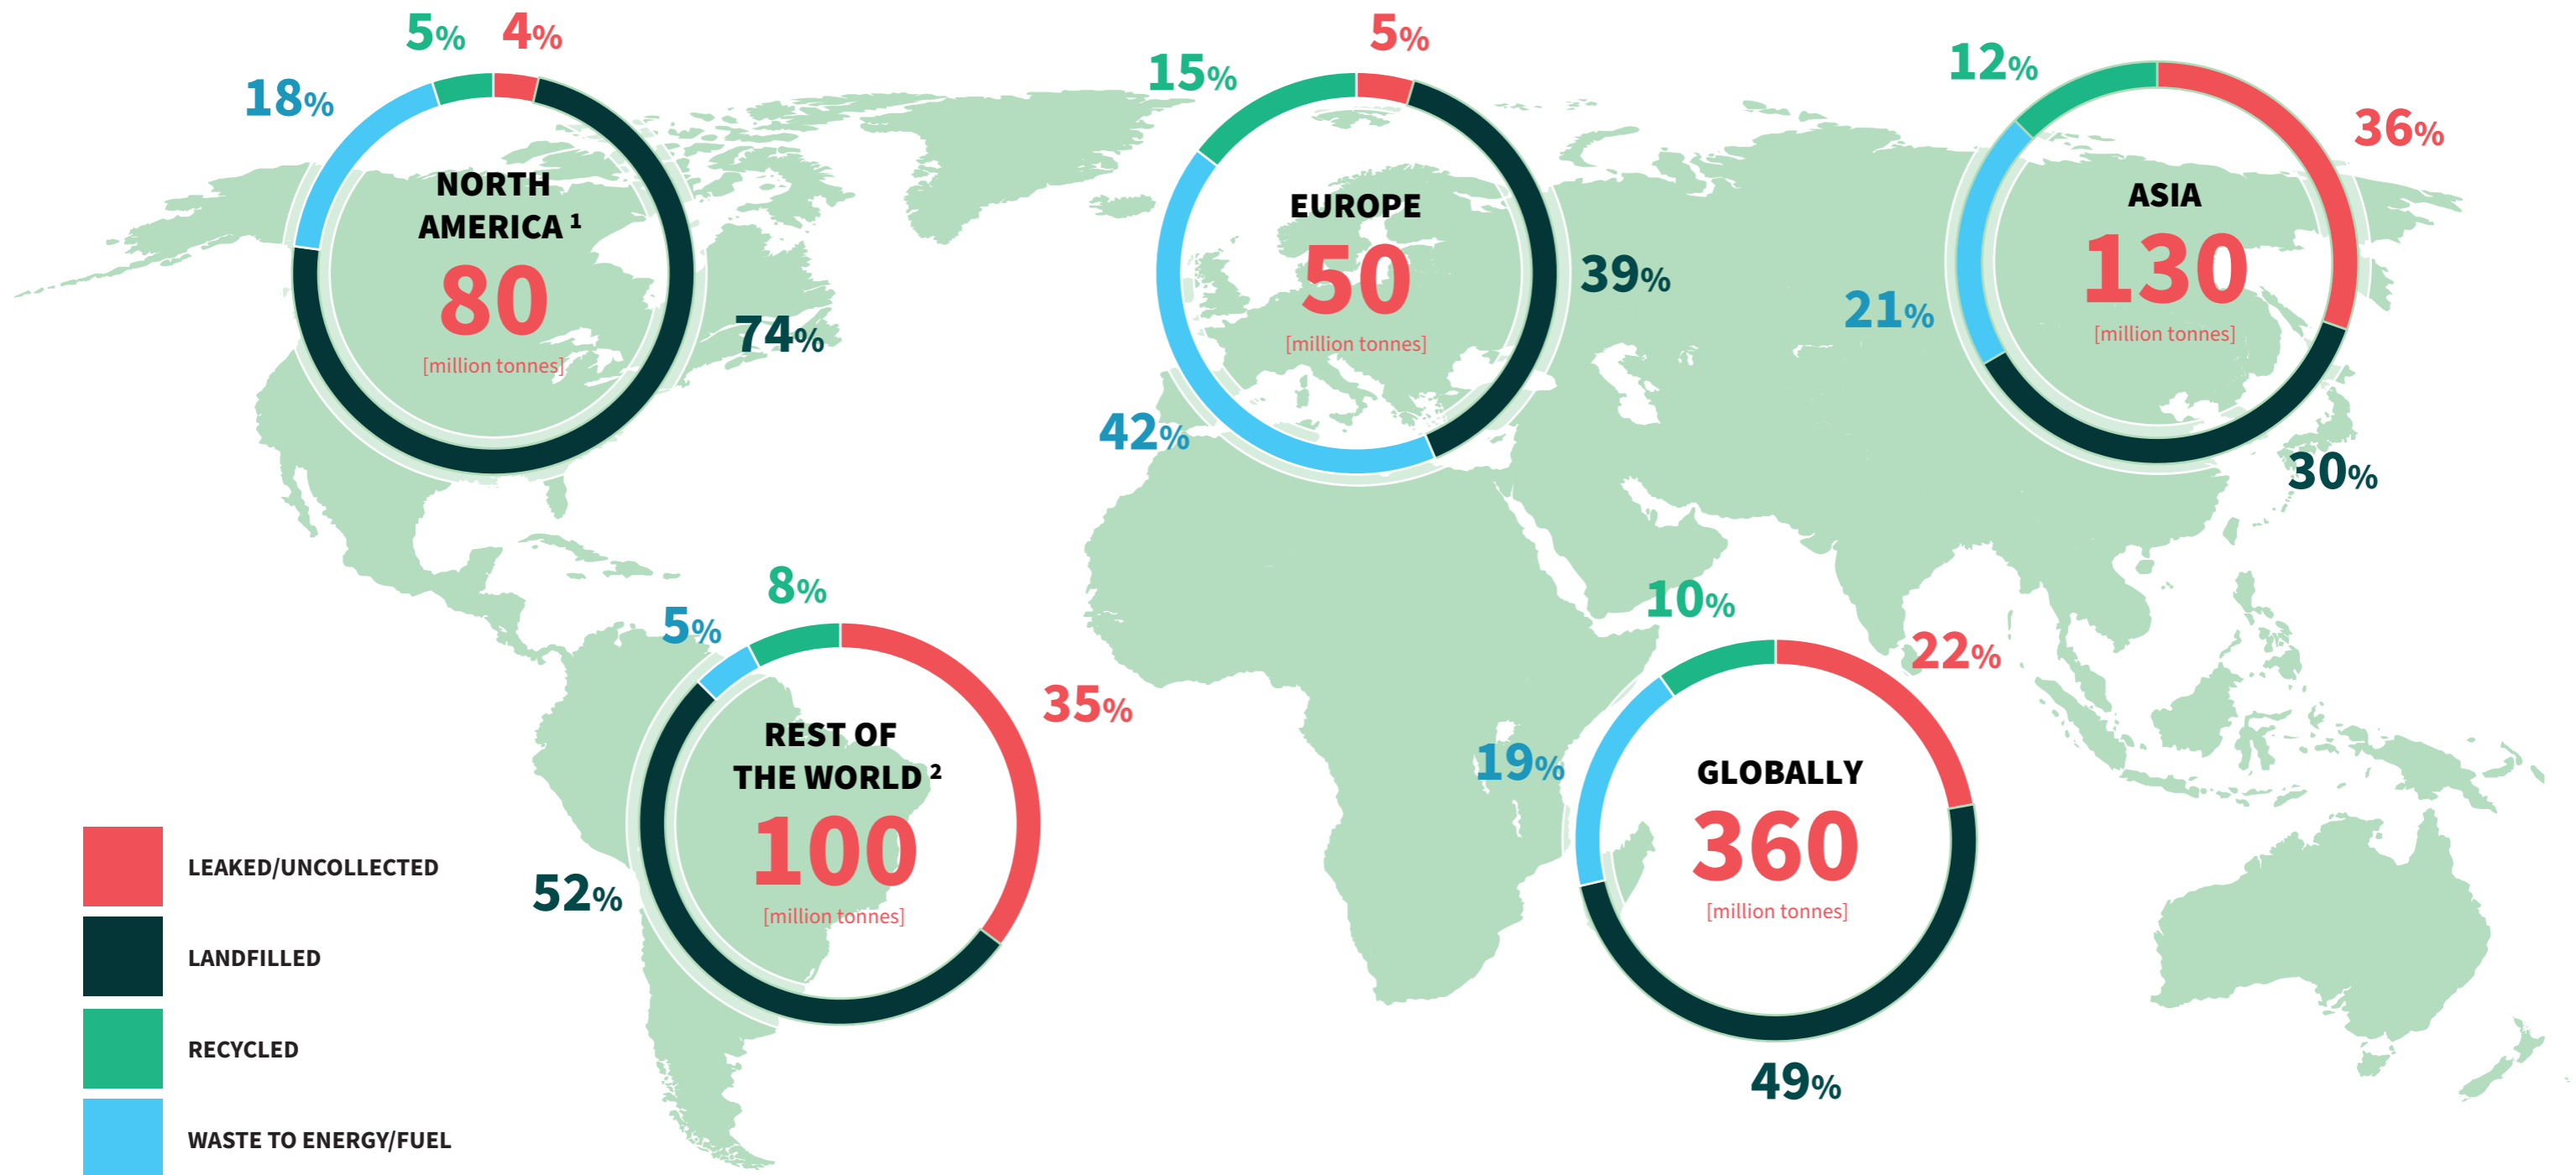 5% 4%
18%
NORTH
AMERICA ¹
80
[million tonnes]
74%
5%
15%
EUROPE
50
[million tonnes]
39%
42%
12%
36%
ASIA
130
[million tonnes]
21%
30%
8%
5%
35%
REST OF
THE WORLD ²
100
[million tonnes]
52%
10%
22%
19%
GLOBALLY
360
[million tonnes]
49%
LEAKED/UNCOLLECTED
LANDFILLED
RECYCLED
WASTE TO ENERGY/FUEL